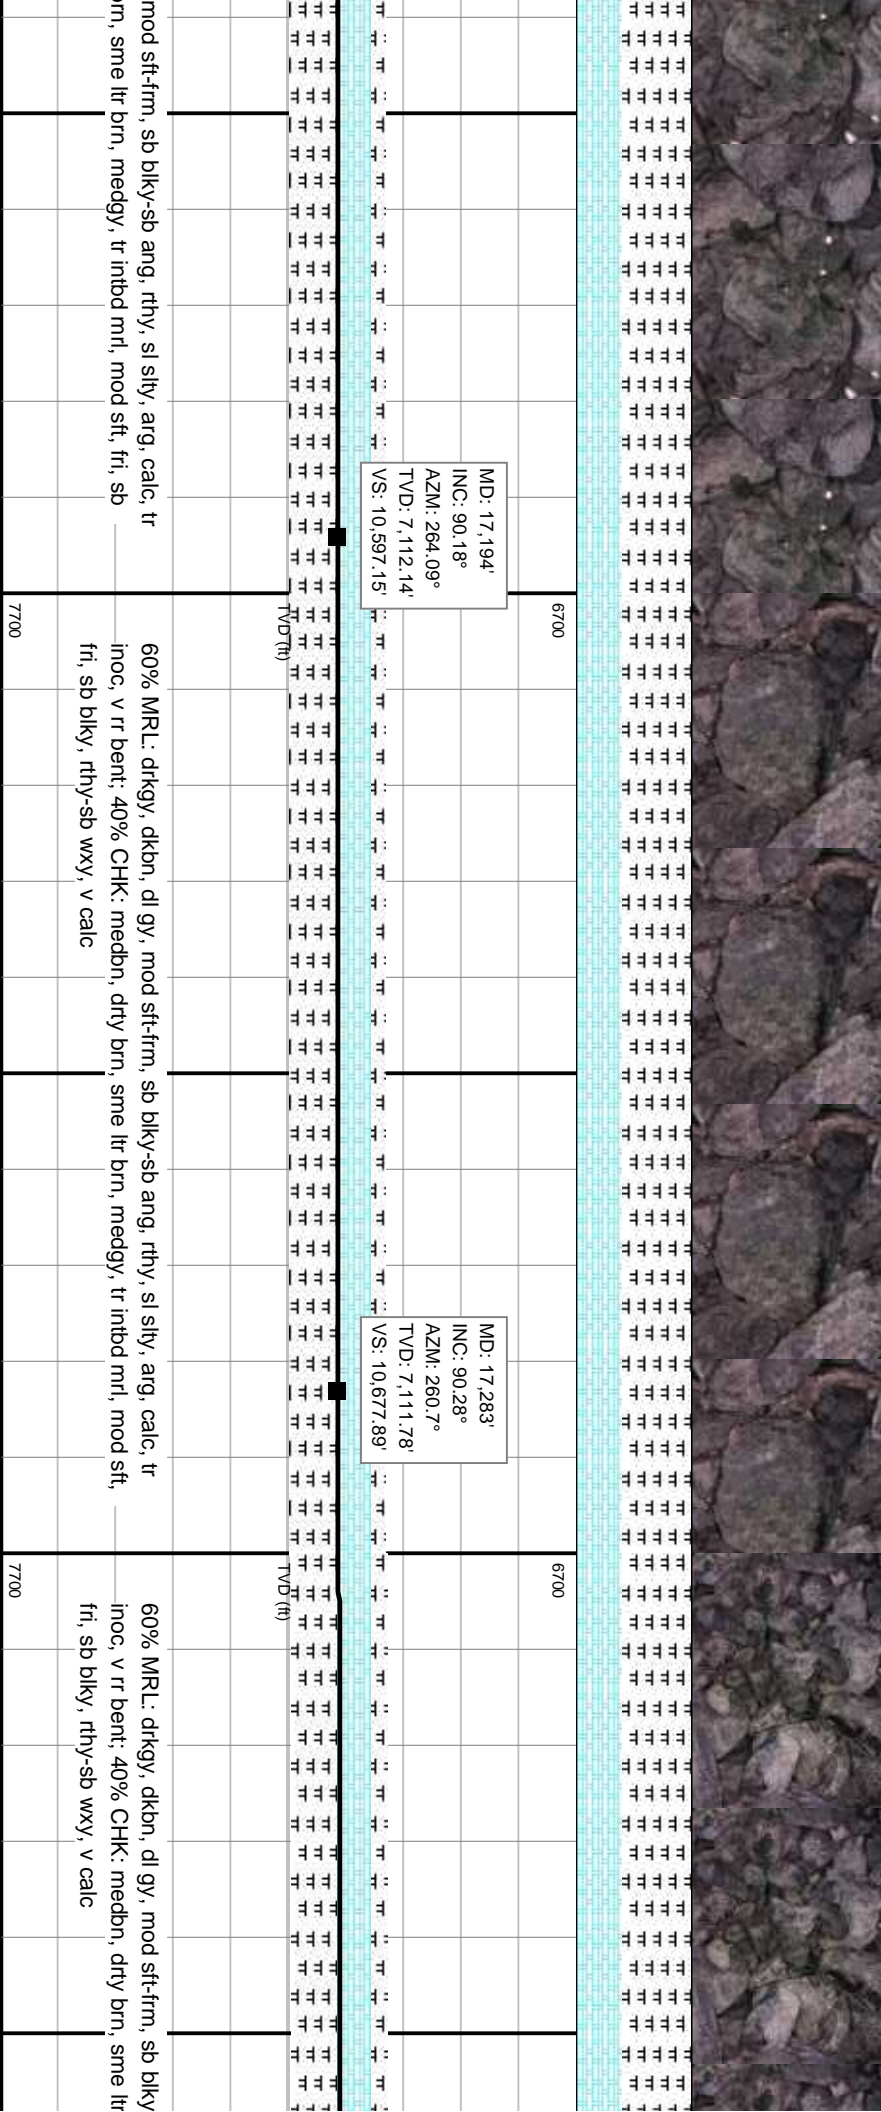 mod sft-frm, sb blky-sb ang, rthy, sl slty, arg, calc, tr
brn, sme ltr brn, medgy, tr intbd mrl, mod sft, fri, sb
MD: 17,194'
INC: 90.18°
AZM: 264.09°
TVD: 7,112.14'
VS: 10,597.15'
6700
TVD (ft)
7700
60% MRL: drkgy, dkbn, dl gy, mod sft-frm, sb blky-sb ang, rthy, sl slty, arg, calc, tr
inoc, v rr bent; 40% CHK: medbn, drty brn, sme ltr brn, medgy, tr intbd mrl, mod sft,
fri, sb blky, rthy-sb wxy, v calc
MD: 17,283'
INC: 90.28°
AZM: 260.7°
TVD: 7,111.78'
VS: 10,677.89'
6700
TVD (ft)
7700
60% MRL: drkgy, dkbn, dl gy, mod sft-frm, sb blky
inoc, v rr bent; 40% CHK: medbn, drty brn, sme ltr
fri, sb blky, rthy-sb wxy, v calc